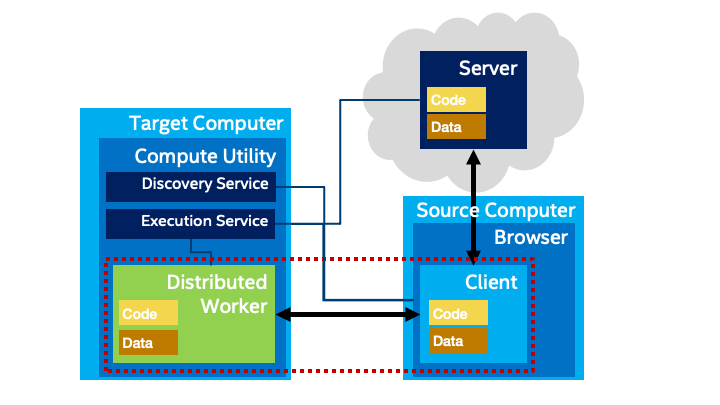 Server
Code
Data
Target Computer
Compute Utility
Discovery Service
Execution Service
Distributed
Worker
Code
Data
Source Computer
Browser
Client
Code
Data